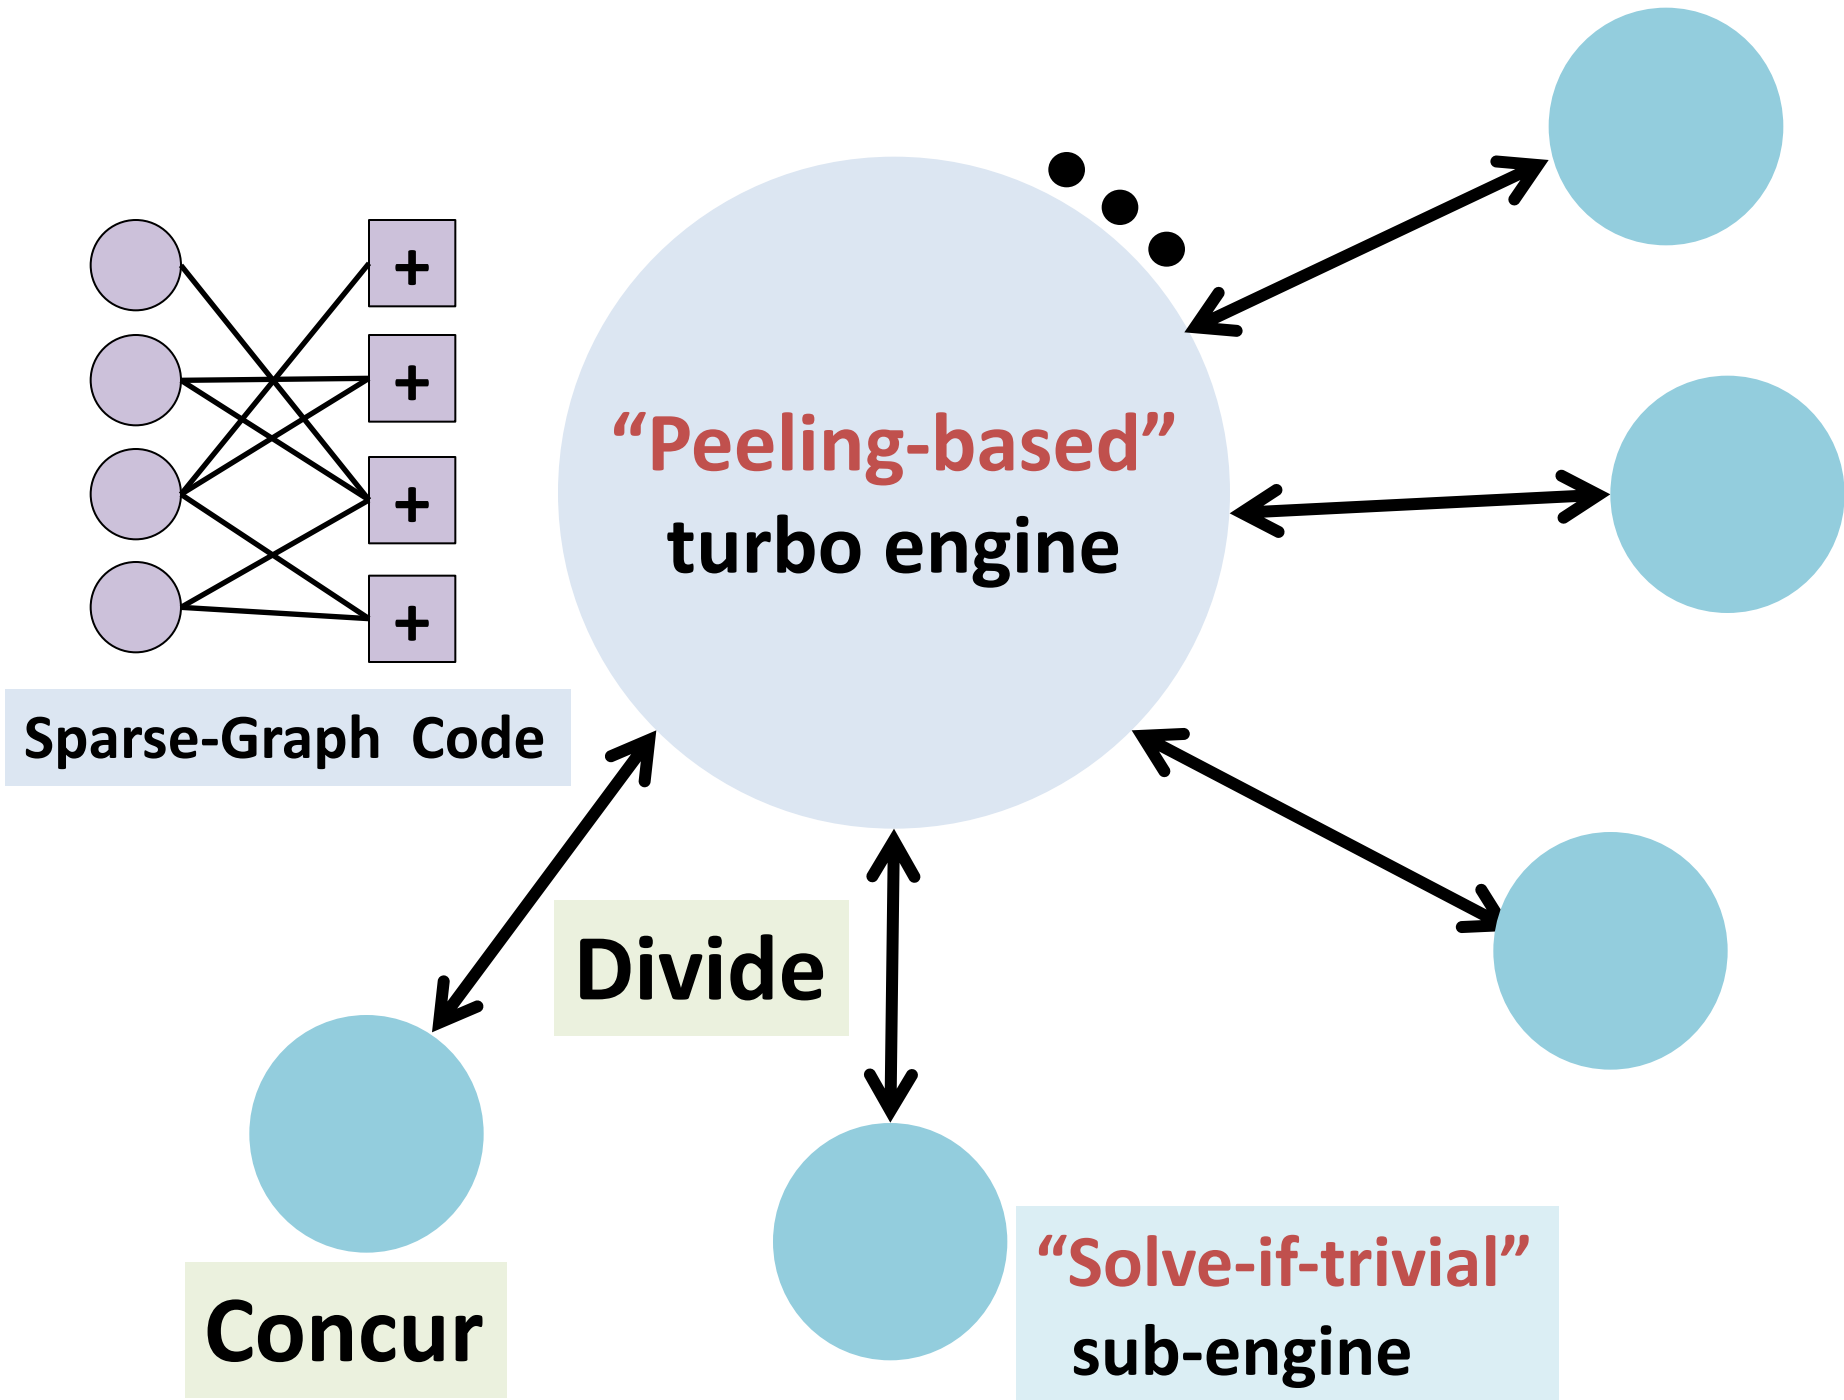 +
+
+
+
Sparse-Graph Code
“Peeling-based”
turbo engine
Divide
Concur
“Solve-if-trivial”
sub-engine